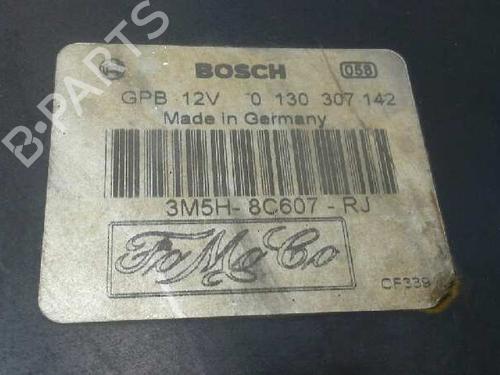 BOSCH 058
GPB 12V 0 130 307 142
Made in Germany
3M5H- 8C607 - RJ
FoMoCo
CF339
B-PARTS